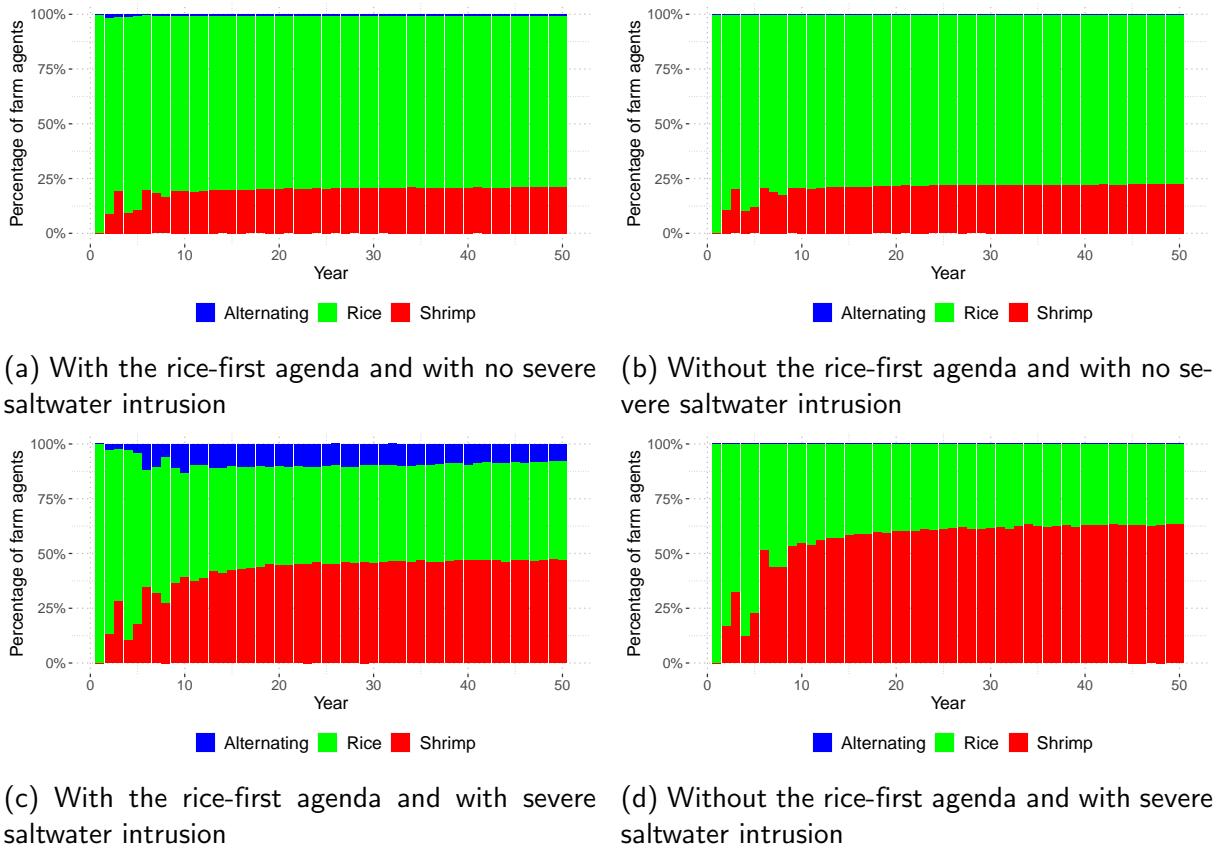 100%
75%
50%
25%
0%
Percentage of farm agents
0 10 20 30 40 50
Year
Alternating Rice Shrimp
(a) With the rice-first agenda and with no severe
saltwater intrusion
100%
75%
50%
25%
0%
Percentage of farm agents
0 10 20 30 40 50
Year
Alternating Rice Shrimp
(b) Without the rice-first agenda and with no se-
vere saltwater intrusion
100%
75%
50%
25%
0%
Percentage of farm agents
0 10 20 30 40 50
Year
Alternating Rice Shrimp
(c) With the rice-first agenda and with severe
saltwater intrusion
100%
75%
50%
25%
0%
Percentage of farm agents
0 10 20 30 40 50
Year
Alternating Rice Shrimp
(d) Without the rice-first agenda and with severe
saltwater intrusion